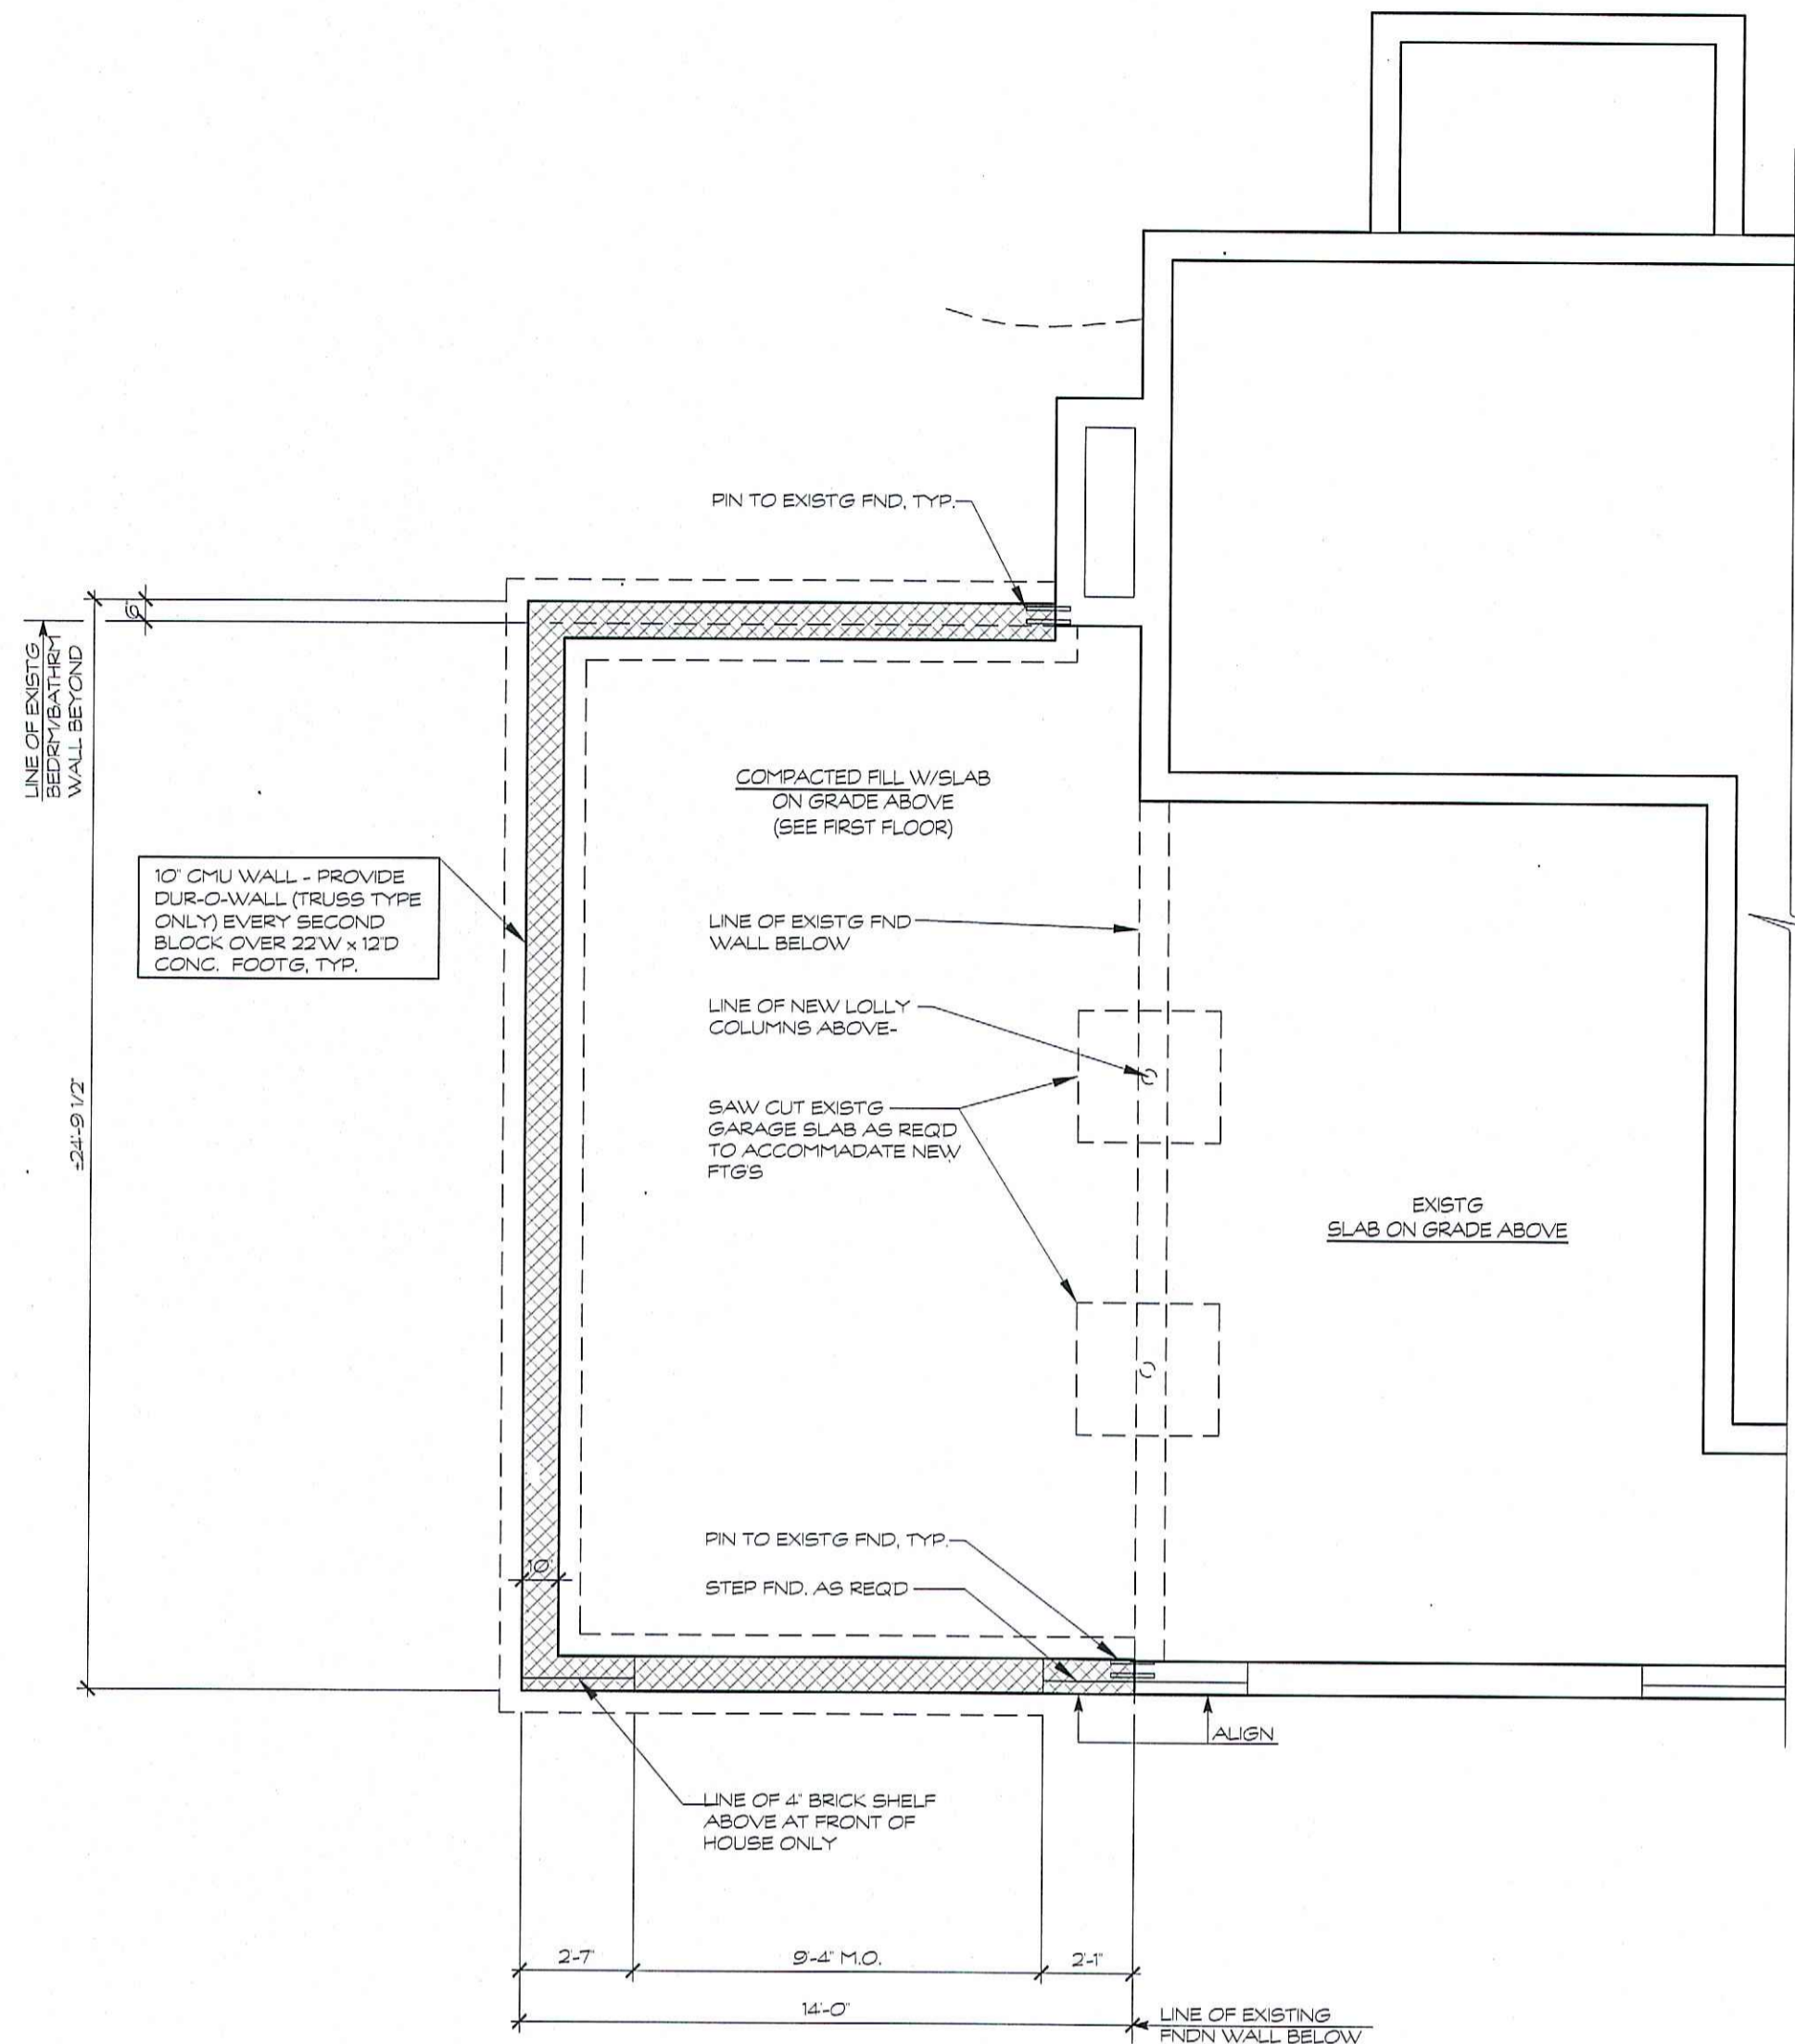 PIN TO EXISTG FND, TYP.
6"
LINE OF EXISTG
BEDRM/BATHRM
WALL BEYOND
COMPACTED FILL W/SLAB
ON GRADE ABOVE
(SEE FIRST FLOOR)
10" CMU WALL - PROVIDE
DUR-O-WALL (TRUSS TYPE
ONLY) EVERY SECOND
BLOCK OVER 22"W x 12"D
CONC. FOOTG, TYP.
LINE OF EXISTG FND
WALL BELOW
LINE OF NEW LOLLY
COLUMNS ABOVE-
±24'-9 1/2"
SAW CUT EXISTG
GARAGE SLAB AS REQ'D
TO ACCOMMADATE NEW
FTG'S
EXISTG
SLAB ON GRADE ABOVE
PIN TO EXISTG FND, TYP.
10"
STEP FND. AS REQ'D
ALIGN
LINE OF 4" BRICK SHELF
ABOVE AT FRONT OF
HOUSE ONLY
2'-7" 9'-4" M.O. 2'-1"
14'-0"
LINE OF EXISTING
FNDN WALL BELOW